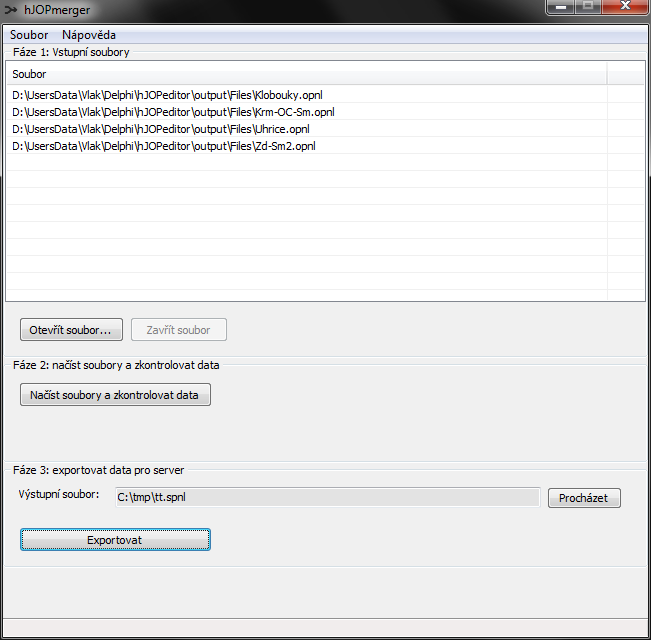 hJOPmerger
Soubor Nápověda
Fáze 1: Vstupní soubory
Soubor
D:\UsersData\Vlak\Delphi\hJOPeditor\output\Files\Klobouky.opnl
D:\UsersData\Vlak\Delphi\hJOPeditor\output\Files\Krm-OC-Sm.opnl
D:\UsersData\Vlak\Delphi\hJOPeditor\output\Files\Uhrice.opnl
D:\UsersData\Vlak\Delphi\hJOPeditor\output\Files\Zd-Sm2.opnl
Otevřít soubor... Zavřít soubor
Fáze 2: načíst soubory a zkontrolovat data
Načíst soubory a zkontrolovat data
Fáze 3: exportovat data pro server
Výstupní soubor: C:\tmp\tt.spnl Procházet
Exportovat